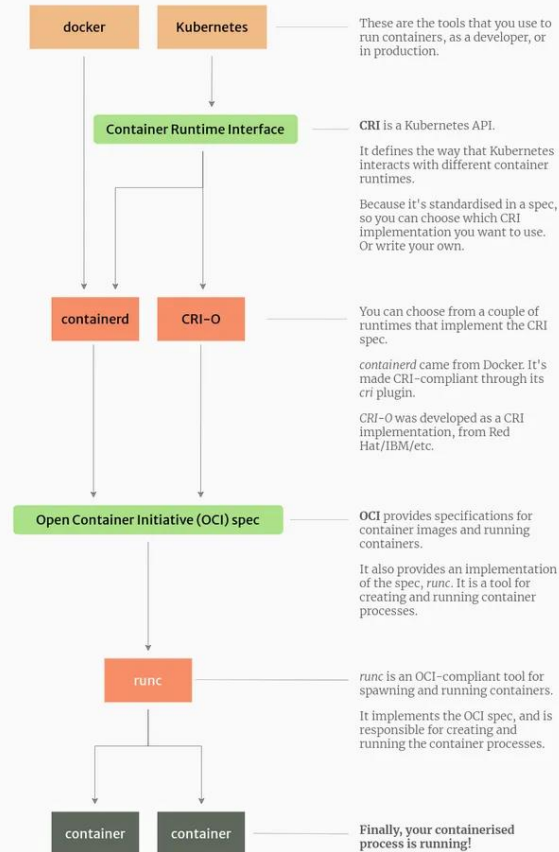 docker
Kubernetes
These are the tools that you use to
run containers, as a developer, or
in production.
Container Runtime Interface
CRI is a Kubernetes API.
It defines the way that Kubernetes
interacts with different container
runtimes.
Because it's standardised in a spec,
so you can choose which CRI
implementation you want to use.
Or write your own.
containerd
CRI-O
You can choose from a couple of
runtimes that implement the CRI
spec.
containerd came from Docker. It's
made CRI-compliant through its
cri plugin.
CRI-O was developed as a CRI
implementation, from Red
Hat/IBM/etc.
Open Container Initiative (OCI) spec
OCI provides specifications for
container images and running
containers.
It also provides an implementation
of the spec, runc. It is a tool for
creating and running container
processes.
runc
runc is an OCI-compliant tool for
spawning and running containers.
It implements the OCI spec, and is
responsible for creating and
running the container processes.
container
container
Finally, your containerised
process is running!